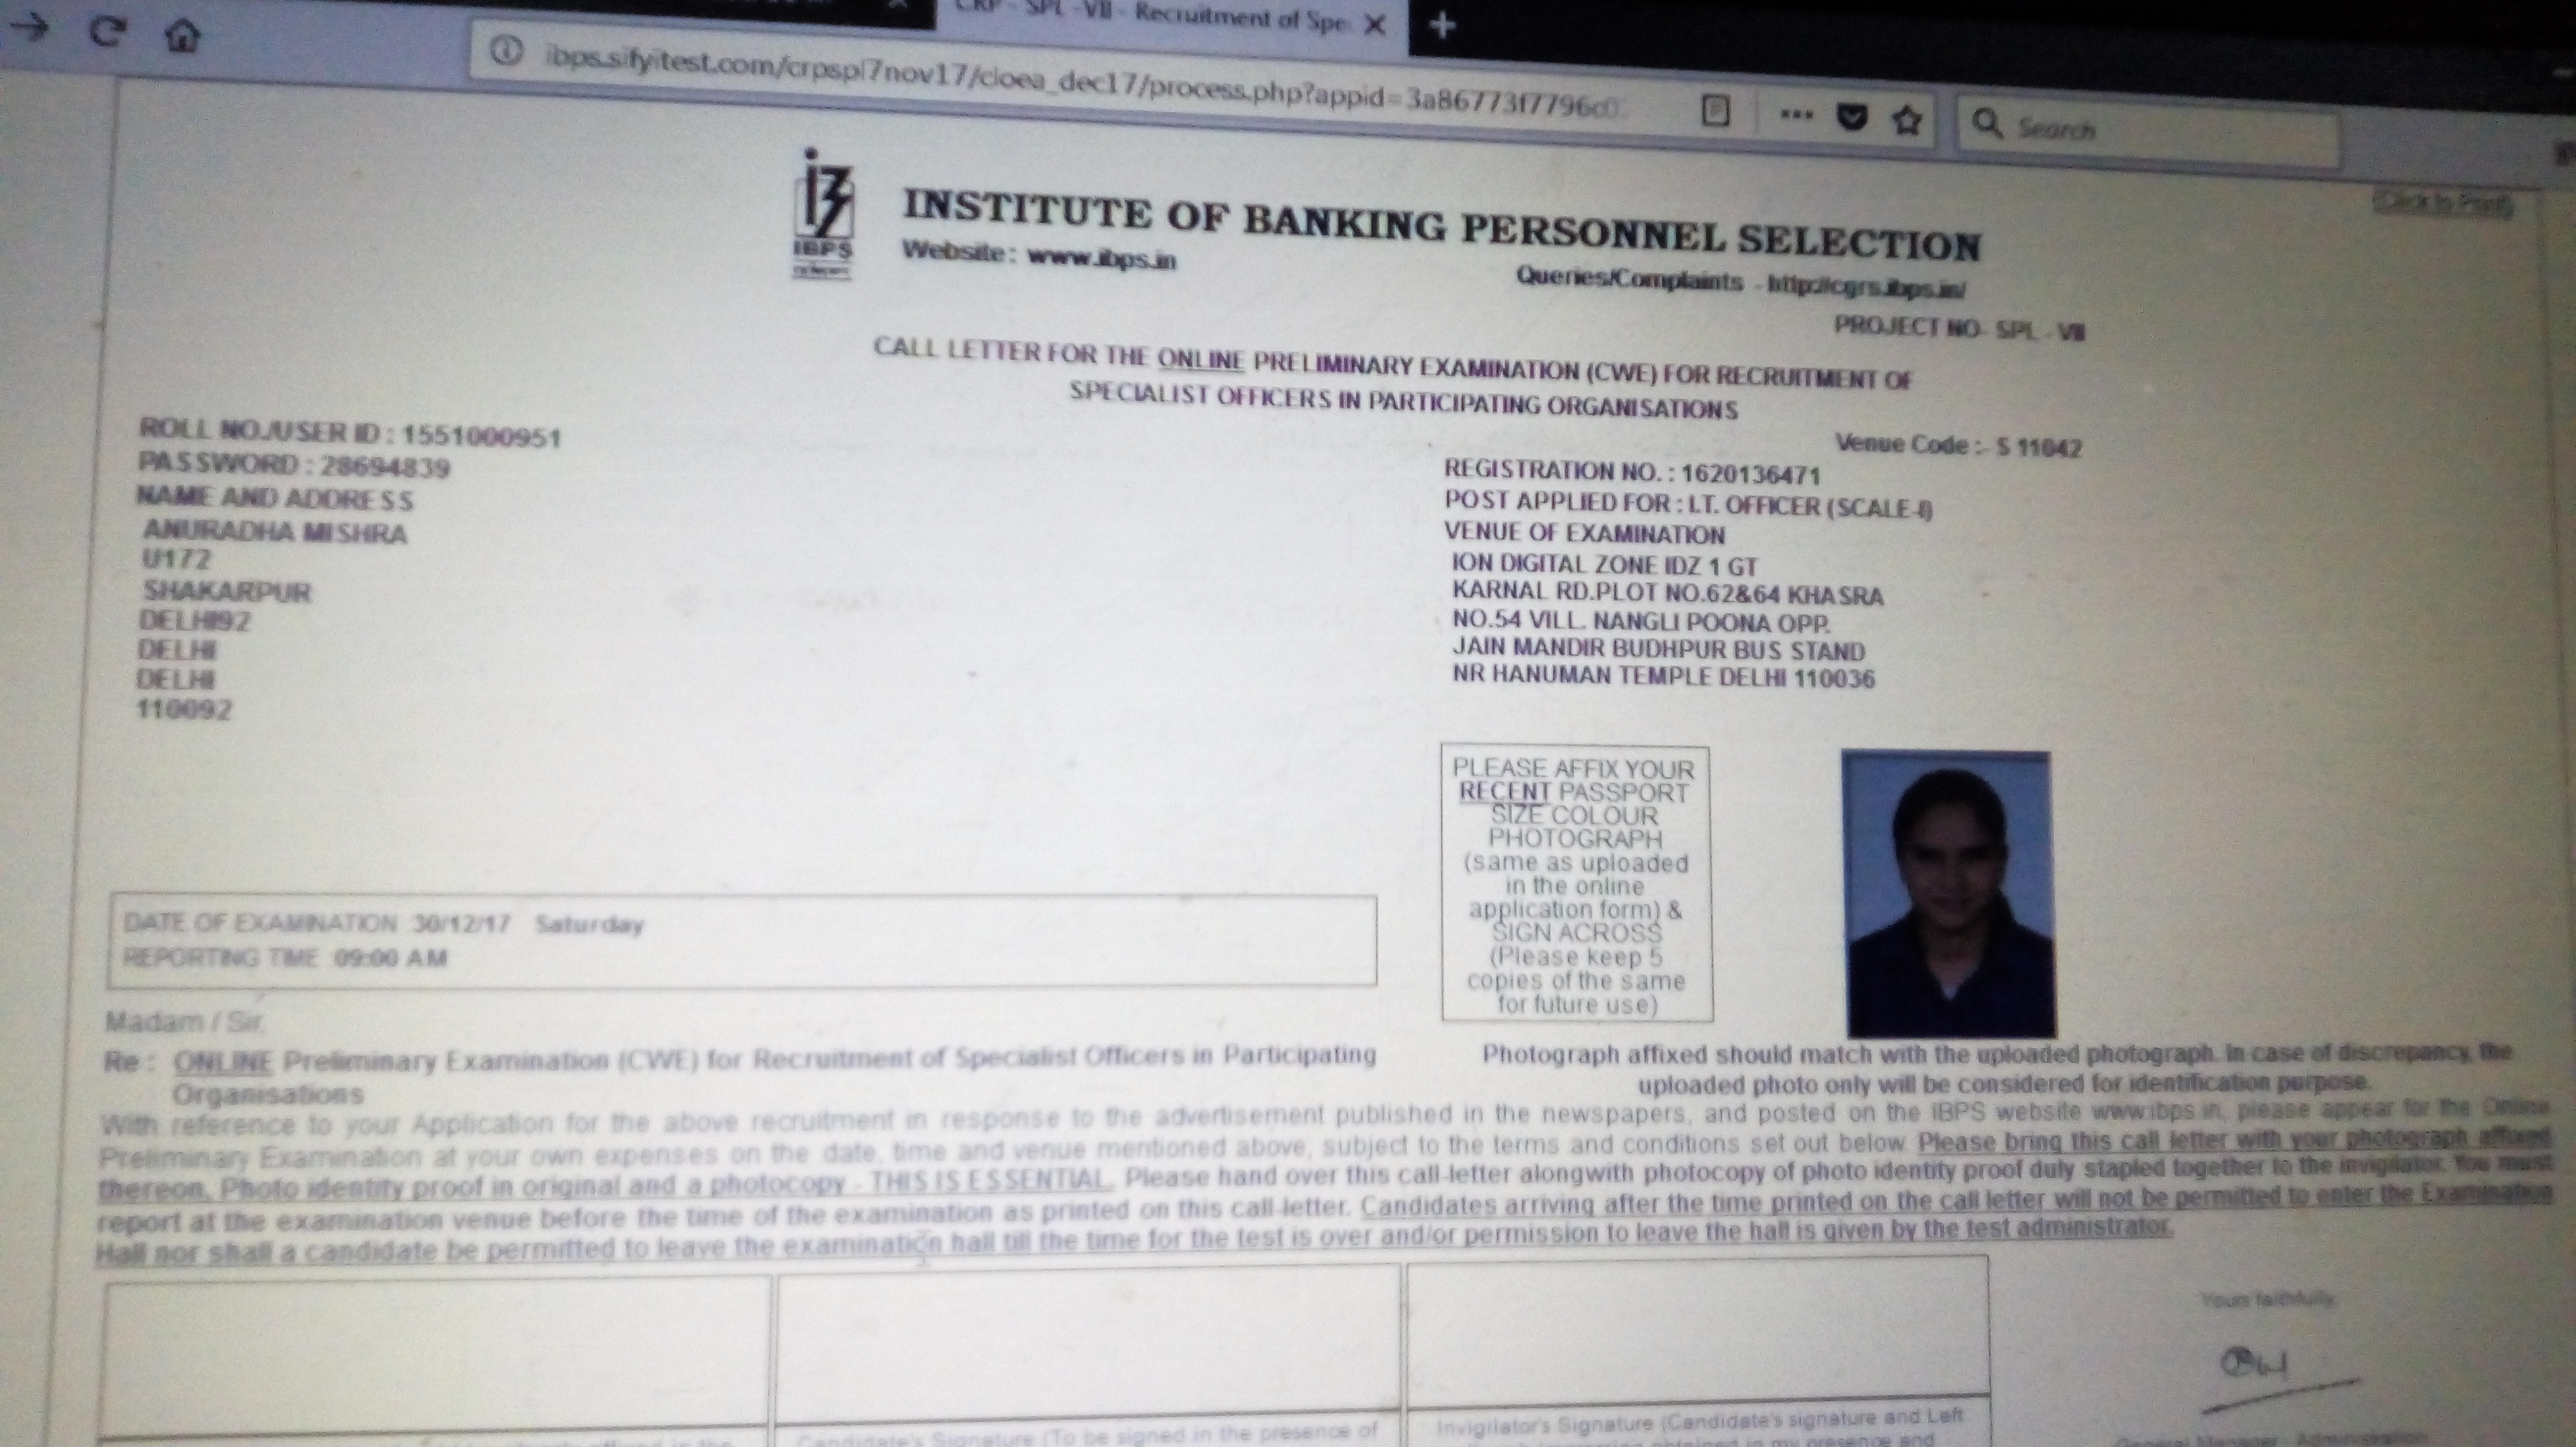 CRP - SPL -VII - Recruitment of Spe
ibps.sifyitest.com/crpspl7nov17/cloea_dec17/process.php?appid=3a86773f7796c0
Search
(Click to Print)
IBPS
INSTITUTE OF BANKING PERSONNEL SELECTION
Website : www.ibps.in
Queries/Complaints - http://cgrs.ibps.in/
PROJECT NO- SPL - VII
CALL LETTER FOR THE ONLINE PRELIMINARY EXAMINATION (CWE) FOR RECRUITMENT OF
SPECIALIST OFFICERS IN PARTICIPATING ORGANISATIONS
Venue Code :- S 11042
ROLL NO./USER ID : 1551000951
PASSWORD : 28694839
NAME AND ADDRESS
ANURADHA MISHRA
U172
SHAKARPUR
DELHI92
DELHI
DELHI
110092
REGISTRATION NO. : 1620136471
POST APPLIED FOR : I.T. OFFICER (SCALE-I)
VENUE OF EXAMINATION
ION DIGITAL ZONE IDZ 1 GT
KARNAL RD.PLOT NO.62&64 KHASRA
NO.54 VILL. NANGLI POONA OPP.
JAIN MANDIR BUDHPUR BUS STAND
NR HANUMAN TEMPLE DELHI 110036
PLEASE AFFIX YOUR
RECENT PASSPORT
SIZE COLOUR
PHOTOGRAPH
(same as uploaded
in the online
application form) &
SIGN ACROSS
(Please keep 5
copies of the same
for future use)
DATE OF EXAMINATION 30/12/17 Saturday
REPORTING TIME 09:00 AM
Madam / Sir,
Re : ONLINE Preliminary Examination (CWE) for Recruitment of Specialist Officers in Participating
Organisations
Photograph affixed should match with the uploaded photograph. In case of discrepancy, the
uploaded photo only will be considered for identification purpose.
With reference to your Application for the above recruitment in response to the advertisement published in the newspapers, and posted on the IBPS website www.ibps.in, please appear for the Online
Preliminary Examination at your own expenses on the date, time and venue mentioned above, subject to the terms and conditions set out below. Please bring this call letter with your photograph affixed
thereon, Photo identity proof in original and a photocopy - THIS IS ESSENTIAL. Please hand over this call-letter alongwith photocopy of photo identity proof duly stapled together to the invigilator. You must
report at the examination venue before the time of the examination as printed on this call-letter. Candidates arriving after the time printed on the call letter will not be permitted to enter the Examination
Hall nor shall a candidate be permitted to leave the examination hall till the time for the test is over and/or permission to leave the hall is given by the test administrator.
Yours faithfully,
Candidate's Signature (To be signed in the presence of
Invigilator's Signature (Candidate's signature and Left
General Manager - Administration